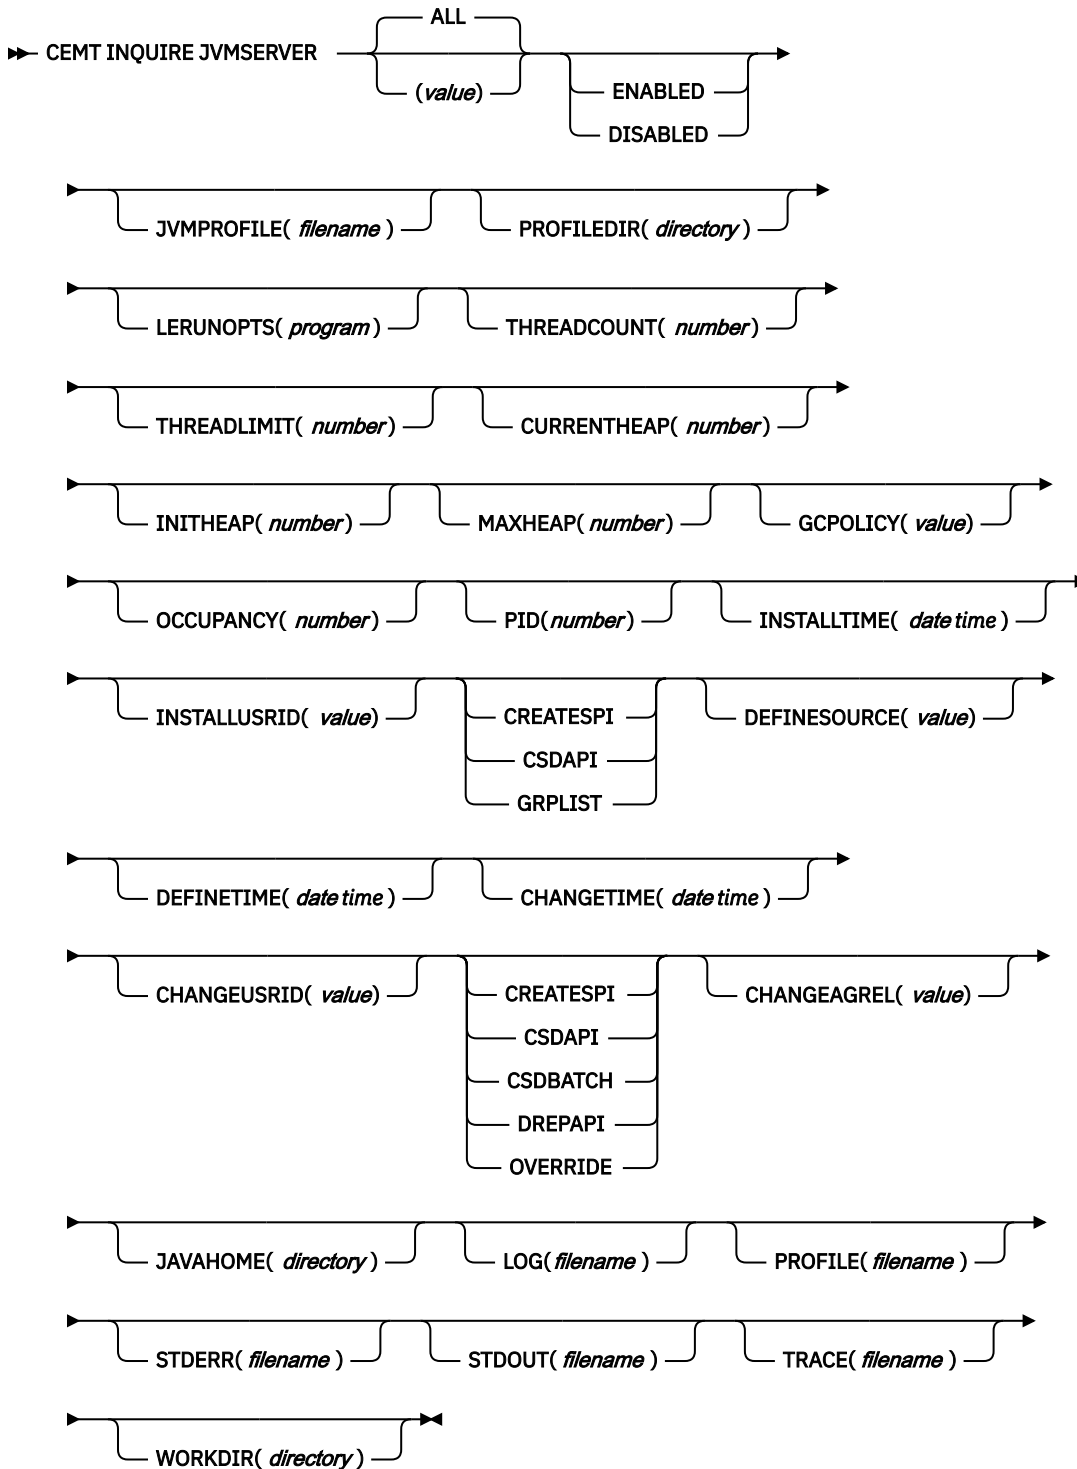 ALL
CEMT INQUIRE JVMSERVER
(value)
ENABLED
DISABLED
JVMPROFILE( filename ) PROFILEDIR( directory )
LERUNOPTS( program ) THREADCOUNT( number )
THREADLIMIT( number ) CURRENTHEAP( number )
INITHEAP( number ) MAXHEAP( number ) GCPOLICY( value )
OCCUPANCY( number ) PID(number) INSTALLTIME( date time )
INSTALLUSRID( value) CREATESPI DEFINESOURCE( value)
CSDAPI
GRPLIST
DEFINETIME( date time ) CHANGETIME( date time )
CHANGEUSRID( value) CREATESPI CHANGEAGREL( value)
CSDAPI
CSDBATCH
DREPAPI
OVERRIDE
JAVAHOME( directory ) LOG(filename ) PROFILE( filename )
STDERR( filename ) STDOUT( filename ) TRACE( filename )
WORKDIR( directory )